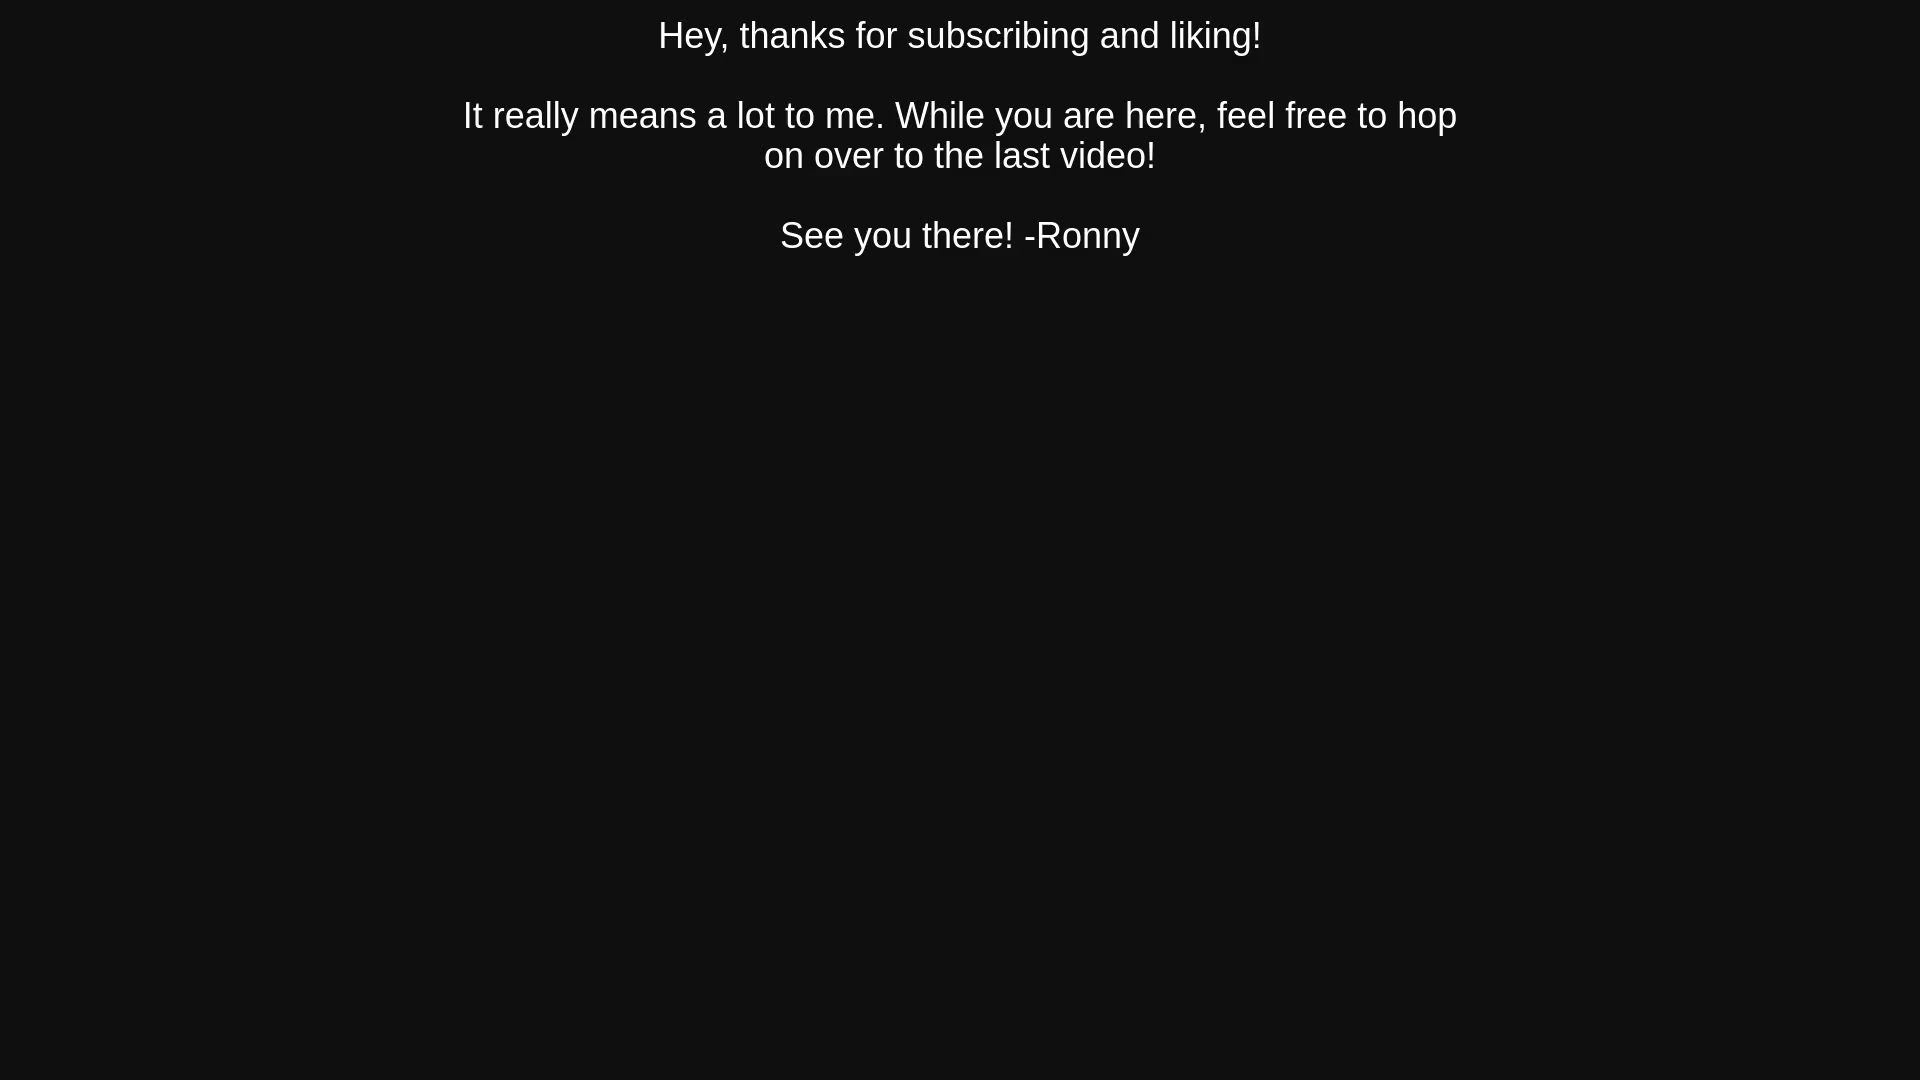 Hey, thanks for subscribing and liking!
It really means a lot to me. While you are here, feel free to hop
on over to the last video!
See you there! -Ronny